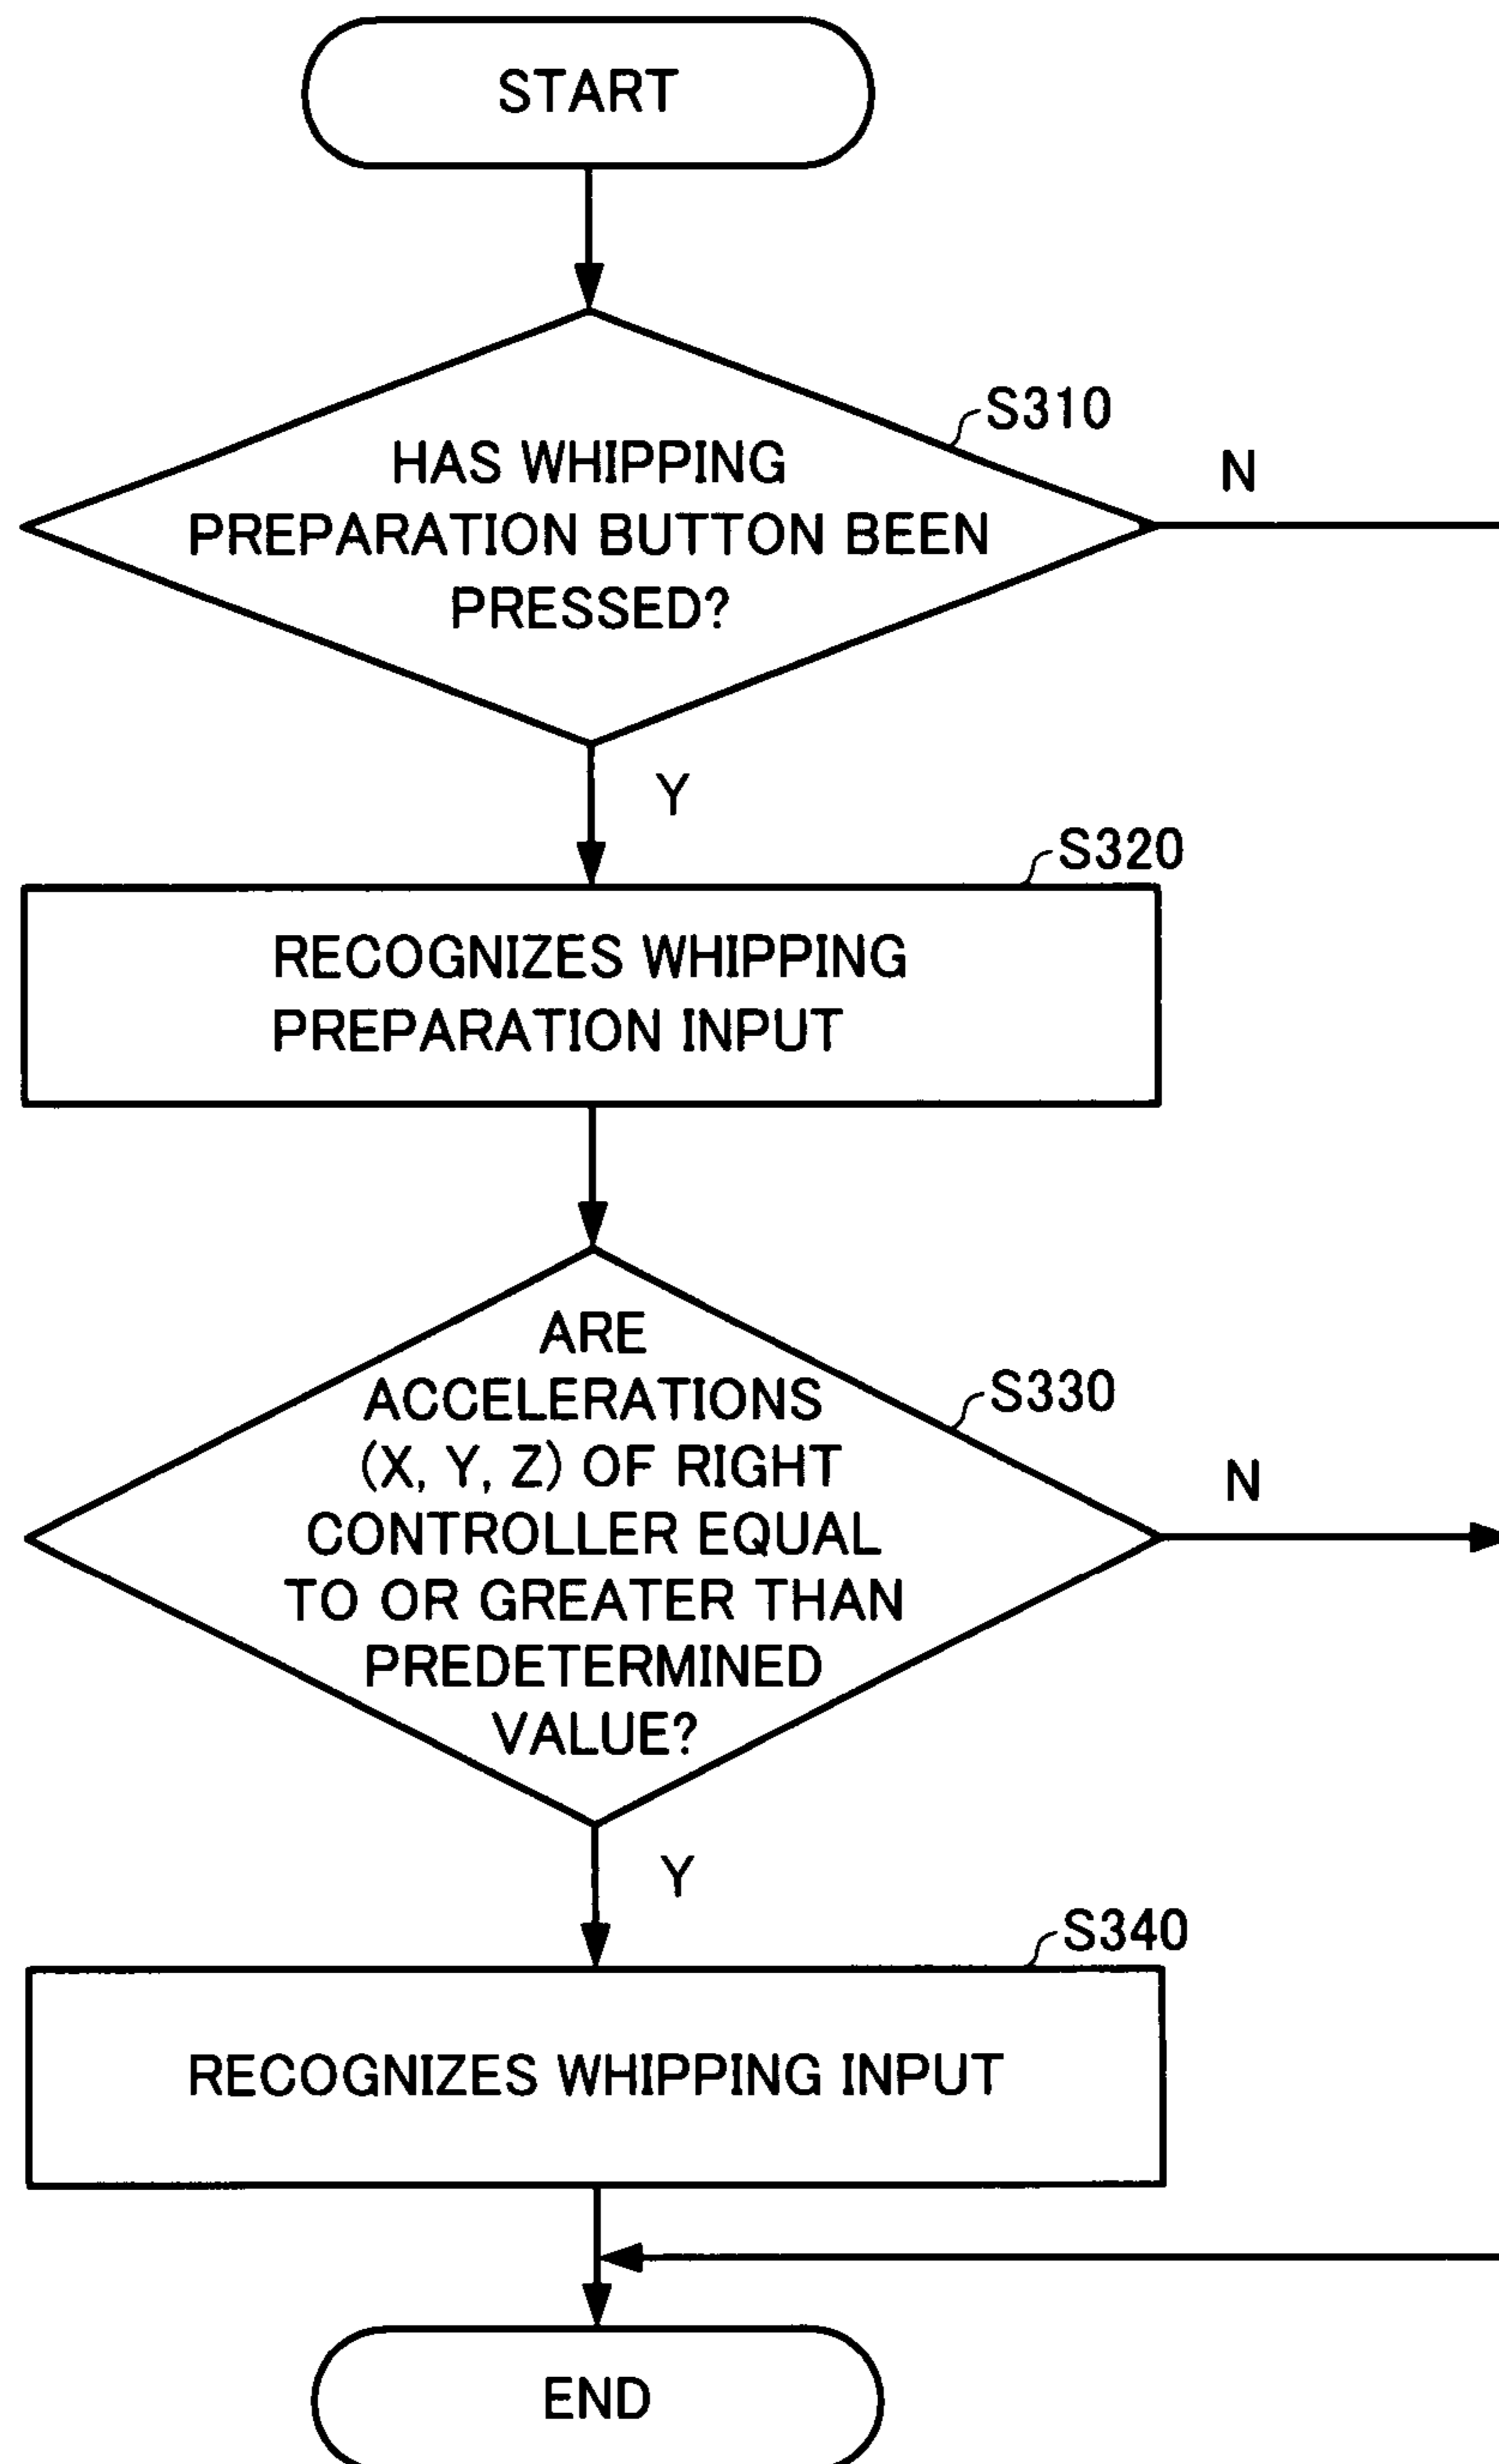 START
S310
HAS WHIPPING
PREPARATION BUTTON BEEN
PRESSED?
N
Y
S320
RECOGNIZES WHIPPING
PREPARATION INPUT
ARE
ACCELERATIONS
(X, Y, Z) OF RIGHT
CONTROLLER EQUAL
TO OR GREATER THAN
PREDETERMINED
VALUE?
S330
N
Y
S340
RECOGNIZES WHIPPING INPUT
END